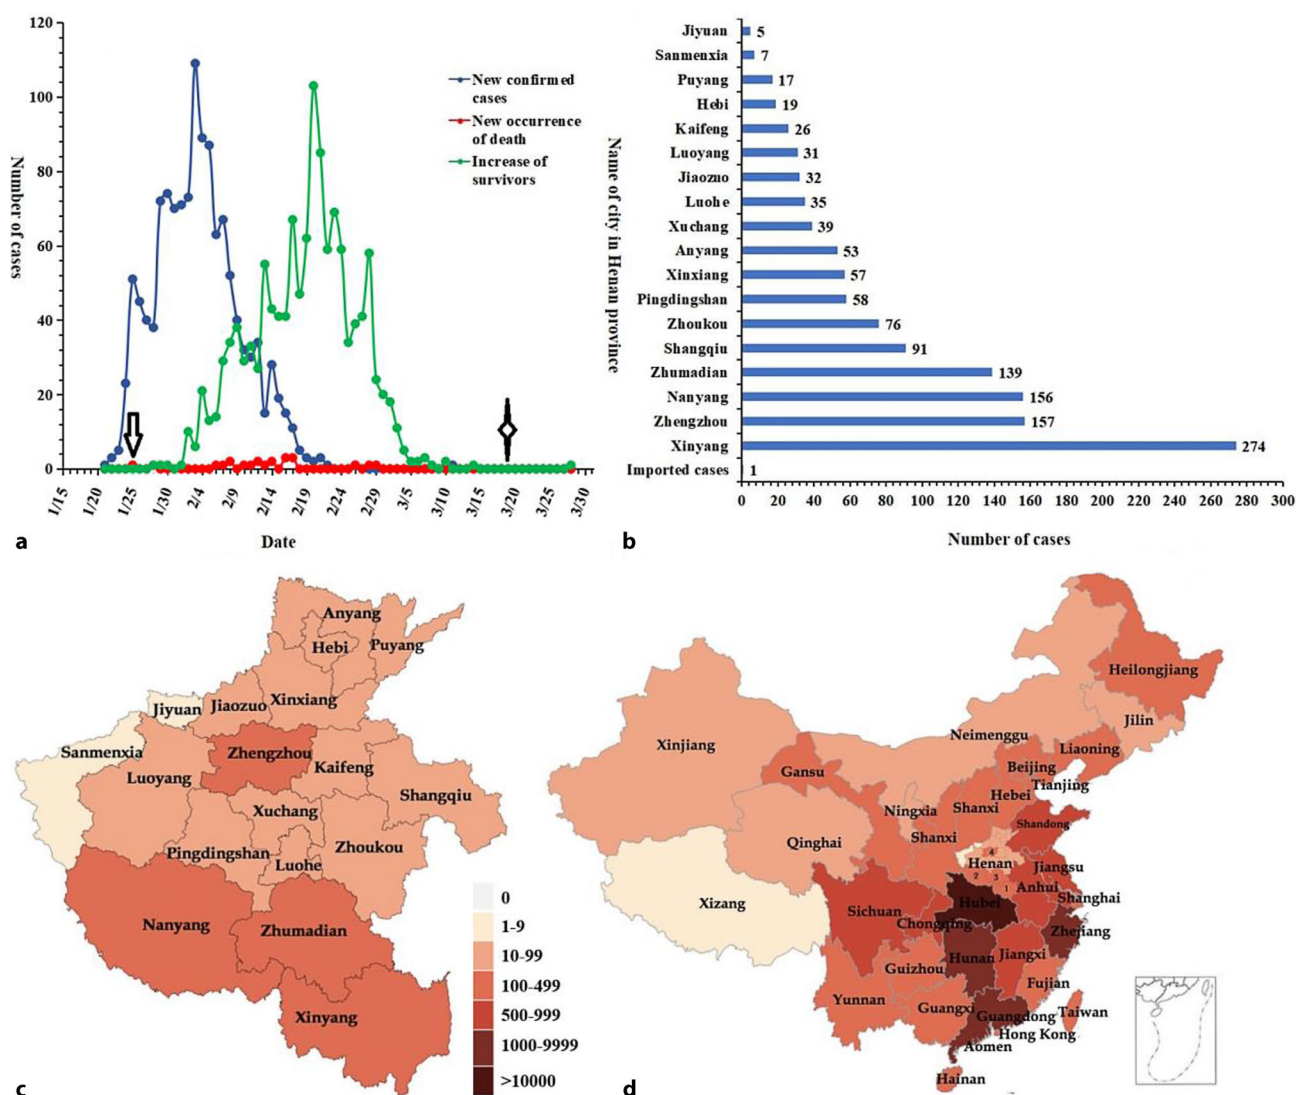 120
100
80
60
40
20
0
Number of cases
New confirmed
cases
New occurrence
of death
Increase of
survivors
1/15
1/20
1/25
1/30
2/4
2/9
2/14
2/19
2/24
2/29
3/5
3/10
3/15
3/20
3/25
3/30
Date
a
Name of city in Henan province
Jiyuan 5
Sanmenxia 7
Puyang 17
Hebi 19
Kaifeng 26
Luoyang 31
Jiaozuo 32
Luohe 35
Xuchang 39
Anyang 53
Xinxiang 57
Pingdingshan 58
Zhoukou 76
Shangqiu 91
Zhumadian 139
Nanyang 156
Zhengzhou 157
Xinyang 274
Imported cases 1
0 20 40 60 80 100 120 140 160 180 200 220 240 260 280 300
Number of cases
b
Anyang
Hebi
Puyang
Xinxiang
Jiaozuo
Jiyuan
Sanmenxia
Zhengzhou
Kaifeng
Luoyang
Shangqiu
Xuchang
Pingdingshan
Luohe
Zhoukou
Nanyang
Zhumadian
Xinyang
0
1-9
10-99
100-499
500-999
1000-9999
>10000
c
Heilongjiang
Jilin
Neimenggu
Xinjiang
Liaoning
Gansu
Beijing
Tianjing
Hebei
Ningxia
Shanxi
Shandong
Shanxi
Qinghai
4
Henan
Jiangsu
2 3
1
Anhui
Shanghai
Xizang
Hubei
Sichuan
Chongqing
Zhejiang
Hunan
Jiangxi
Guizhou
Fujian
Yunnan
Guangxi
Guangdong
Taiwan
Hong Kong
Aomen
Hainan
d